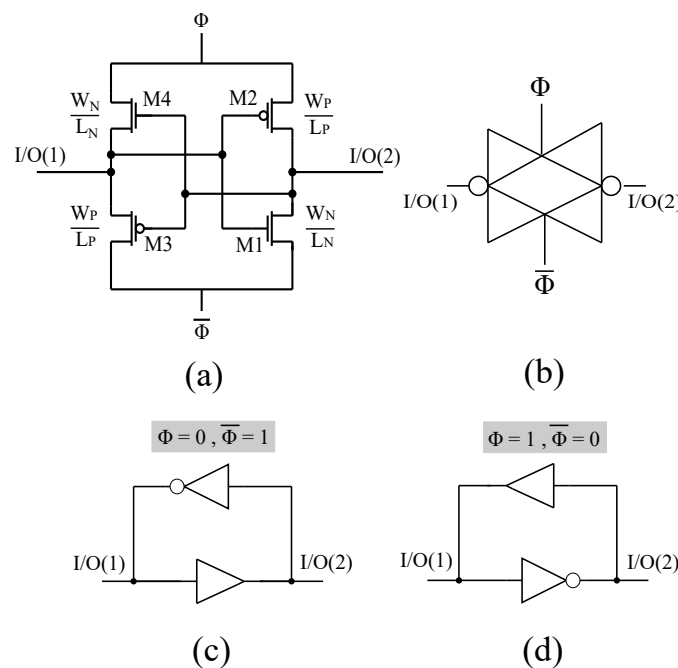 Φ
W_N M4 M2 W_P
L_N L_P
I/O(1) I/O(2)
W_P W_N
L_P M3 M1 L_N
Φ̅
(a)
Φ
I/O(1) I/O(2)
Φ̅
(b)
Φ = 0 , Φ̅ = 1
I/O(1) I/O(2)
(c)
Φ = 1 , Φ̅ = 0
I/O(1) I/O(2)
(d)